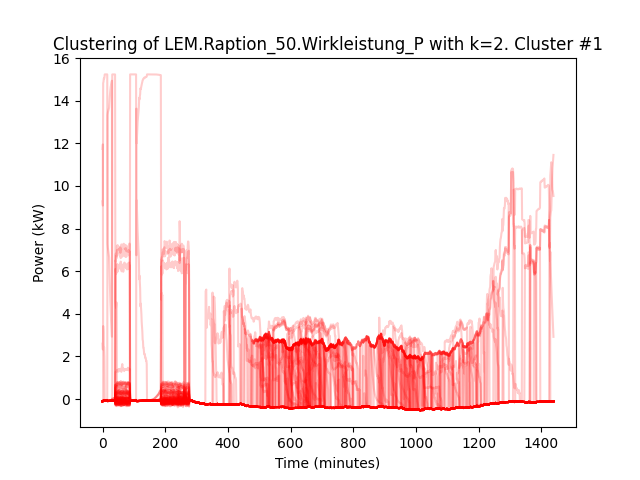 Clustering of LEM.Raption_50.Wirkleistung_P with k=2. Cluster #1
16
14
12
10
8
6
4
2
0
Power (kW)
0 200 400 600 800 1000 1200 1400
Time (minutes)